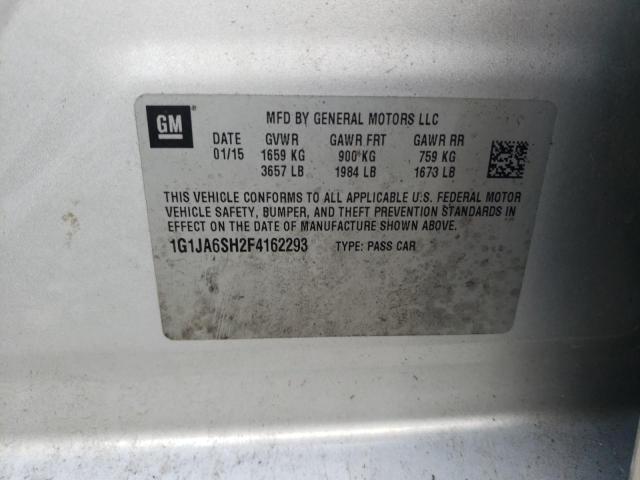 GM ®
MFD BY GENERAL MOTORS LLC
DATE GVWR GAWR FRT GAWR RR
01/15 1659 KG 900 KG 759 KG
3657 LB 1984 LB 1673 LB
THIS VEHICLE CONFORMS TO ALL APPLICABLE U.S. FEDERAL MOTOR
VEHICLE SAFETY, BUMPER, AND THEFT PREVENTION STANDARDS IN
EFFECT ON THE DATE OF MANUFACTURE SHOWN ABOVE.
1G1JA6SH2F4162293 TYPE: PASS CAR